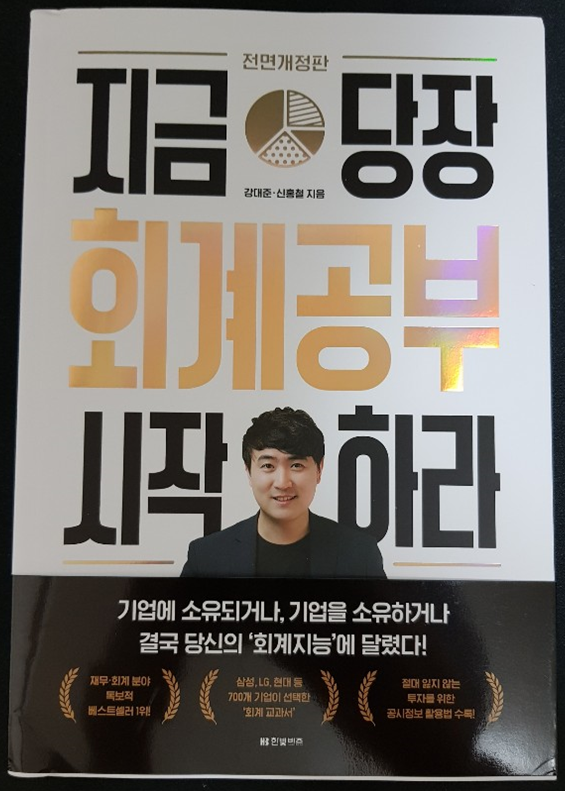 전면개정판
지금 당장
강대준·신홍철 지음
회계공부
시작 하라
기업에 소유되거나, 기업을 소유하거나
결국 당신의 '회계지능'에 달렸다!
재무·회계 분야
독보적
베스트셀러 1위!
삼성, LG, 현대 등
700개 기업이 선택한
'회계 교과서'
절대 잃지 않는
투자를 위한
공시정보 활용법 수록!
HB 한빛비즈